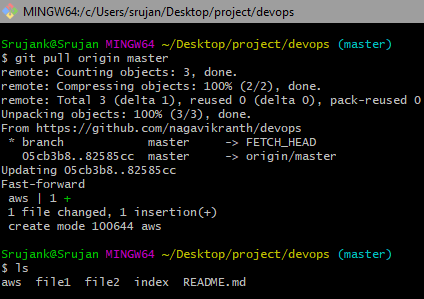 MINGW64:/c/Users/srujan/Desktop/project/devops
Srujank@Srujan MINGW64 ~/Desktop/project/devops (master)
$ git pull origin master
remote: Counting objects: 3, done.
remote: Compressing objects: 100% (2/2), done.
remote: Total 3 (delta 1), reused 0 (delta 0), pack-reused 0
Unpacking objects: 100% (3/3), done.
From https://github.com/nagavikranth/devops
 * branch            master     -> FETCH_HEAD
   05cb3b8..82585cc  master     -> origin/master
Updating 05cb3b8..82585cc
Fast-forward
 aws | 1 +
 1 file changed, 1 insertion(+)
 create mode 100644 aws
Srujank@Srujan MINGW64 ~/Desktop/project/devops (master)
$ ls
aws  file1  file2  index  README.md